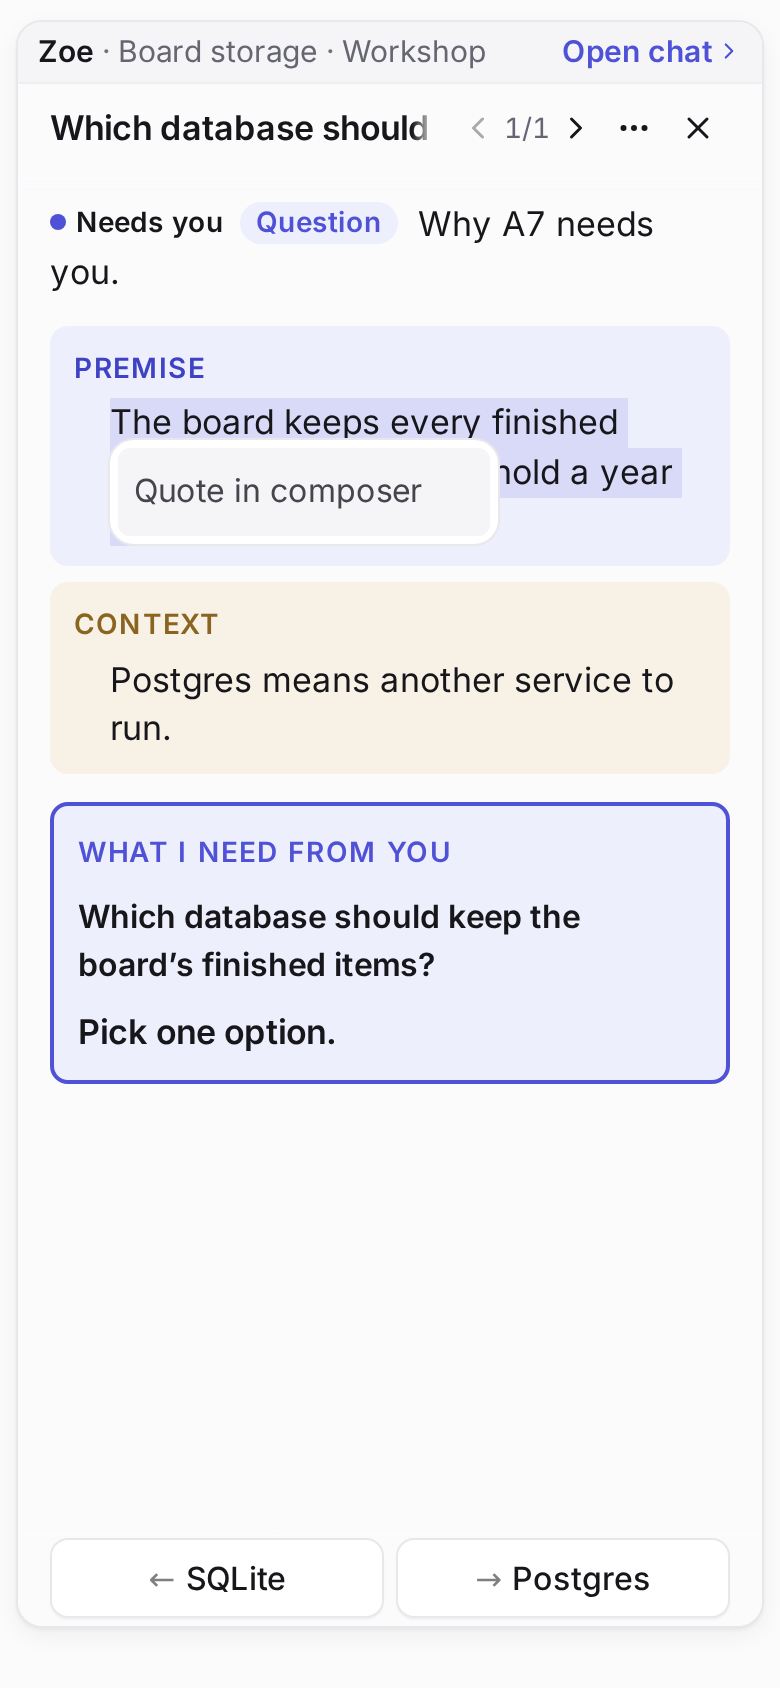 Zoe · Board storage · Workshop Open chat >
Which database should < 1/1 > ••• ×
Needs you Question Why A7 needs
you.
PREMISE
The board keeps every finished
hold a year
Quote in composer
CONTEXT
Postgres means another service to
run.
WHAT I NEED FROM YOU
Which database should keep the
board’s finished items?
Pick one option.
← SQLite → Postgres